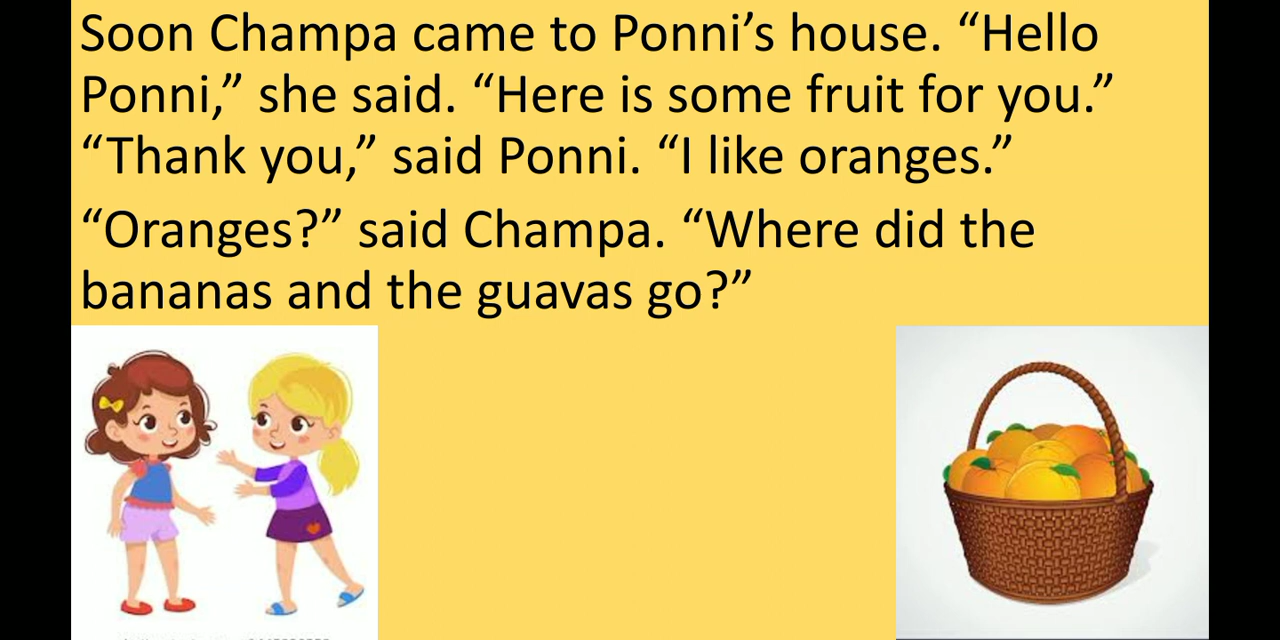 Soon Champa came to Ponni’s house. “Hello
Ponni,” she said. “Here is some fruit for you.”
“Thank you,” said Ponni. “I like oranges.”
“Oranges?” said Champa. “Where did the
bananas and the guavas go?”